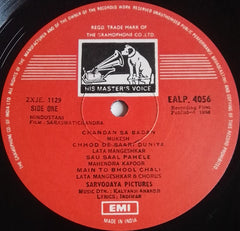 REGD. TRADE MARK OF
THE GRAMOPHONE CO LTD.
HIS MASTER'S VOICE
2XJE. 1129
SIDE ONE
EALP. 4056
Recording First
Published 1968
HINDUSTANI
Film: SARASWATICHANDRA
CHANDAN SA BADAN
MUKESH
CHHOD DE SAARI DUNIYA
LATA MANGESHKAR
SAU SAAL PAHELE
MAHENDRA KAPOOR
MAIN TO BHOOL CHALI
LATA MANGESHKAR & CHORUS
SARVODAYA PICTURES
MUSIC DTN.: KALYANJI ANANDJI
LYRICS: INDIVAR
EMI
MADE IN INDIA